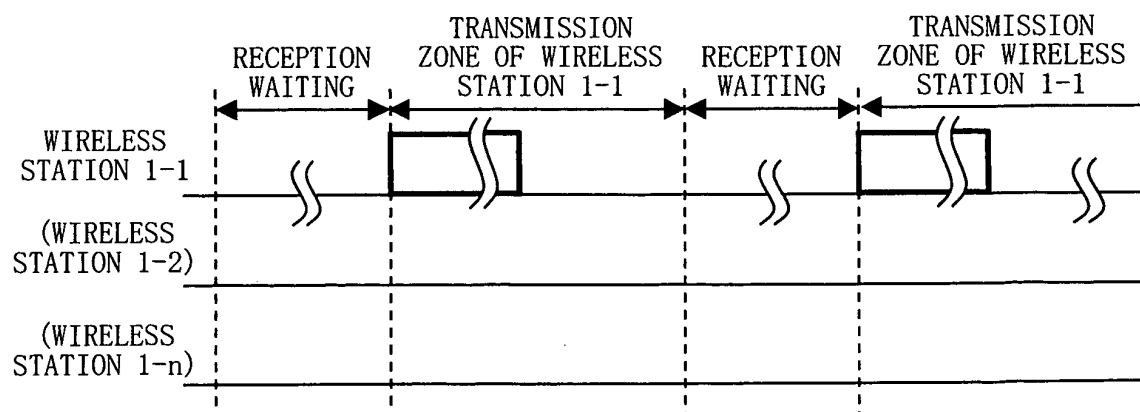 RECEPTION
WAITING
TRANSMISSION
ZONE OF WIRELESS
STATION 1-1
RECEPTION
WAITING
TRANSMISSION
ZONE OF WIRELESS
STATION 1-1
WIRELESS
STATION 1-1
(WIRELESS
STATION 1-2)
(WIRELESS
STATION 1-n)